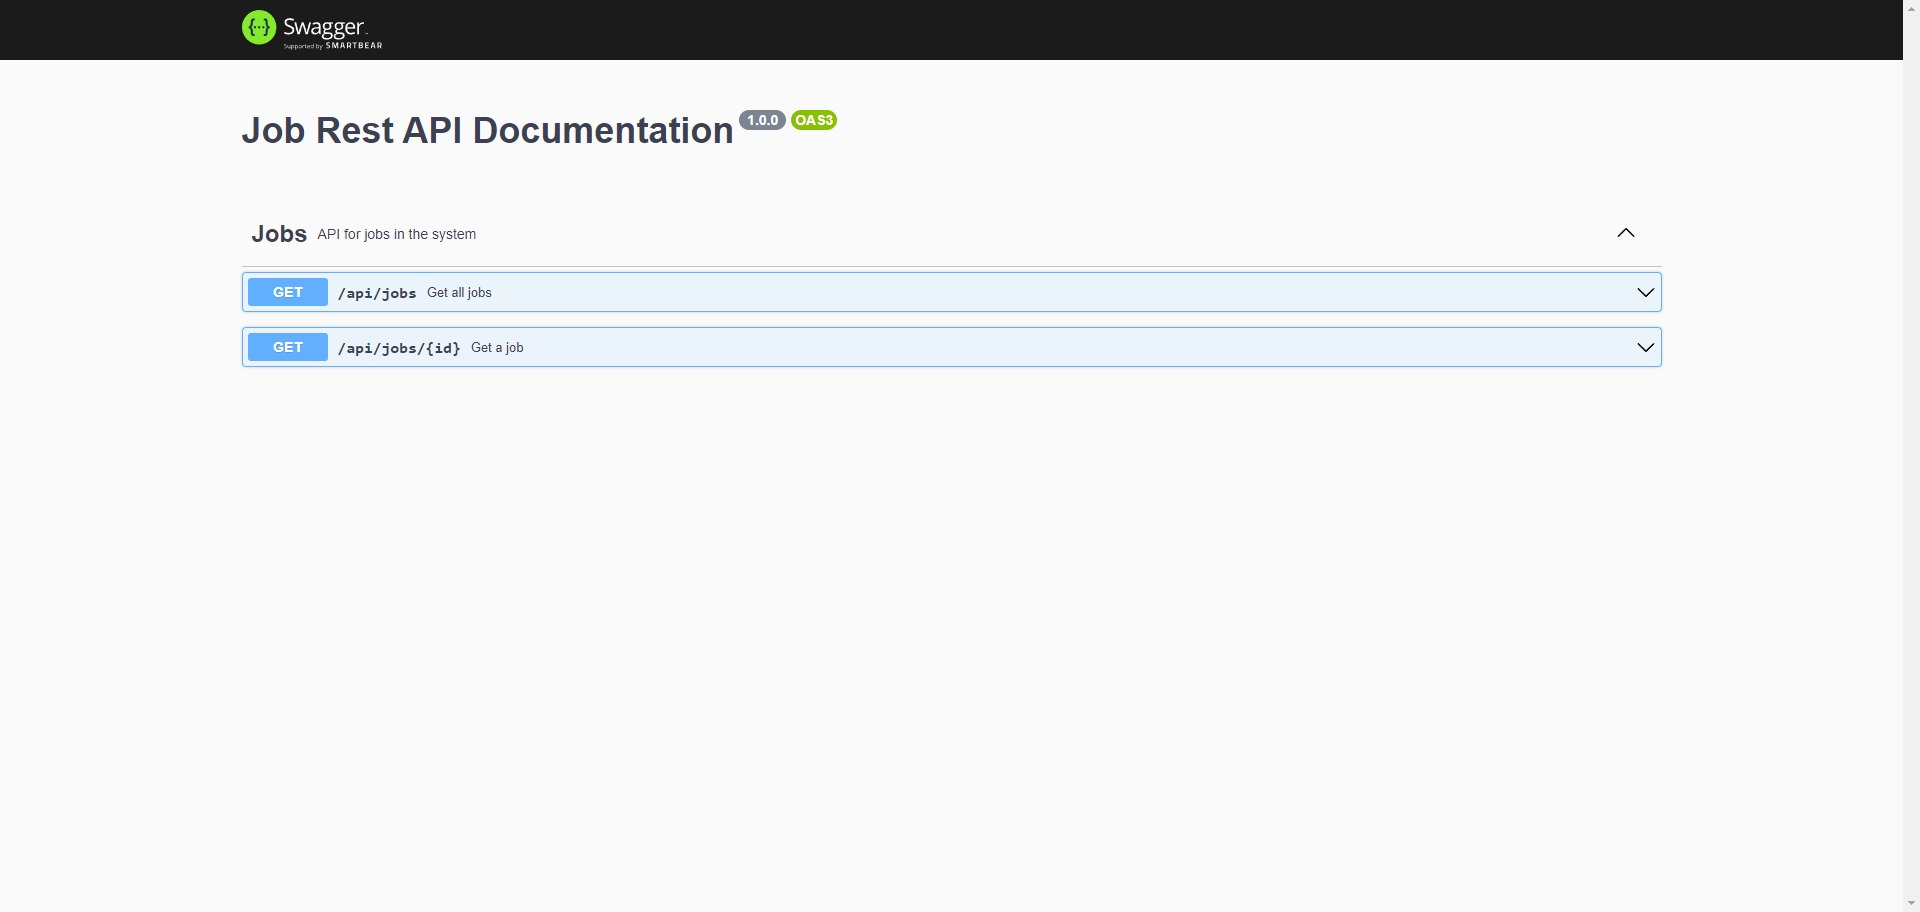 {···} Swagger
Supported by SMARTBEAR
Job Rest API Documentation 1.0.0 OAS3
Jobs API for jobs in the system
GET /api/jobs Get all jobs
GET /api/jobs/{id} Get a job